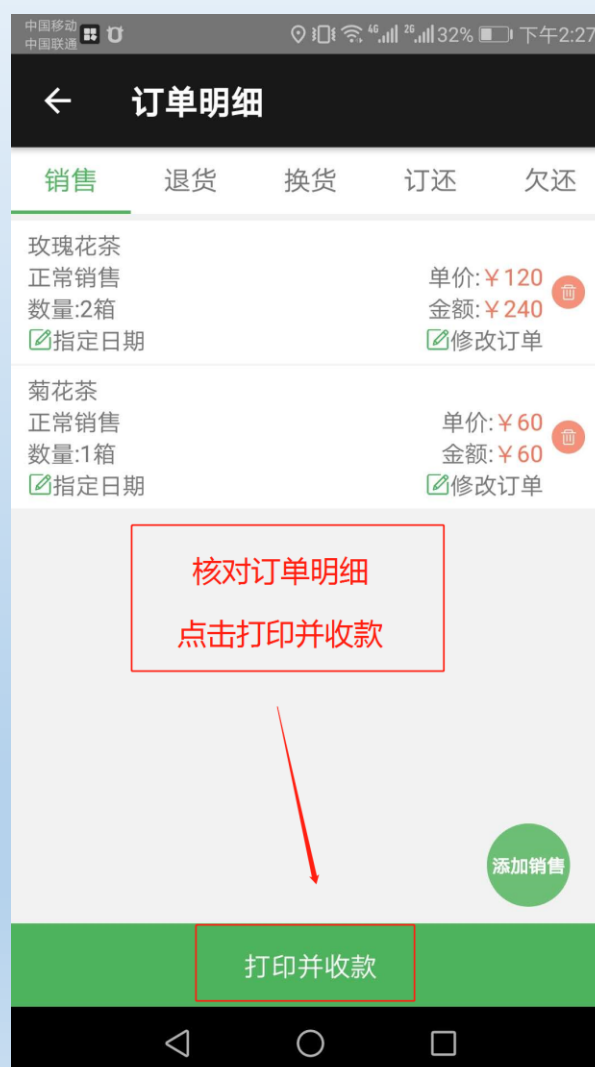 中国移动
中国联通
4G 2G 32% 下午2:27
订单明细
销售 退货 换货 订还 欠还
玫瑰花茶
正常销售 单价:￥120
数量:2箱 金额:￥240
指定日期 修改订单
菊花茶
正常销售 单价:￥60
数量:1箱 金额:￥60
指定日期 修改订单
核对订单明细
点击打印并收款
添加销售
打印并收款